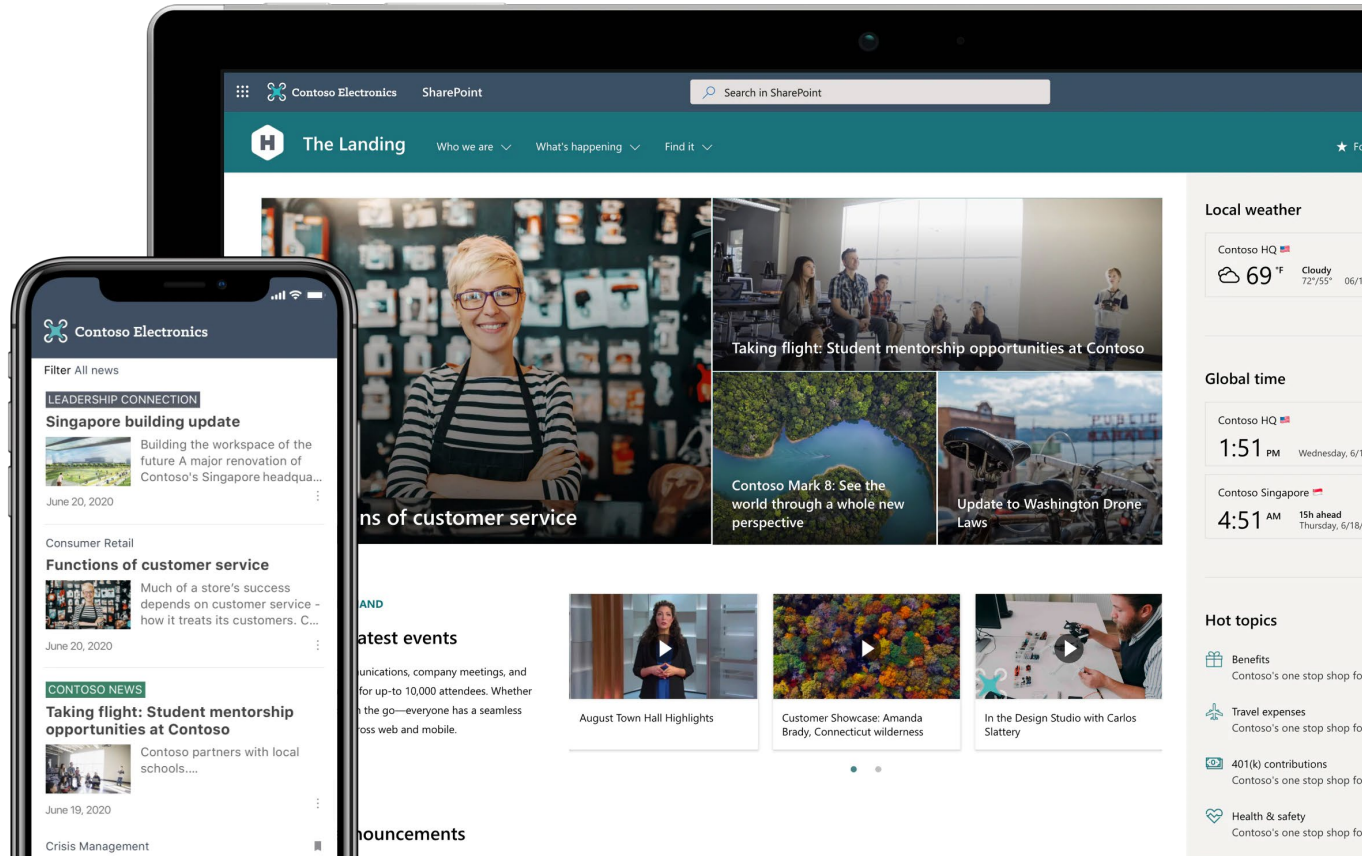 Contoso Electronics
SharePoint
Search in SharePoint
H
The Landing
Who we are
What's happening
Find it
Taking flight: Student mentorship opportunities at Contoso
of customer service
Contoso Mark 8: See the
world through a whole new
perspective
PUBLIC
MARKET
Update to Washington Drone
Laws
Local weather
Contoso HQ
69 °F
Cloudy
72°/55°
Global time
Contoso HQ
1:51 PM
Wednesday,
Contoso Singapore
4:51 AM
15h ahead
Thursday, 6/18/
Hot topics
Benefits
Contoso's one stop shop
Travel expenses
Contoso's one stop shop
401(k) contributions
Contoso's one stop shop
Health & safety
Contoso's one stop shop
AND
atest events
unications, company meetings, and
for up-to 10,000 attendees. Whether
the go—everyone has a seamless
ross web and mobile.
August Town Hall Highlights
Customer Showcase: Amanda
Brady, Connecticut wilderness
In the Design Studio with Carlos
Slattery
nouncements
Contoso Electronics
Filter All news
LEADERSHIP CONNECTION
Singapore building update
Building the workspace of the
future A major renovation of
Contoso's Singapore headqua...
June 20, 2020
Consumer Retail
Functions of customer service
Much of a store's success
depends on customer service -
how it treats its customers. C...
June 20, 2020
CONTOSO NEWS
Taking flight: Student mentorship
opportunities at Contoso
Contoso partners with local
schools....
June 19, 2020
Crisis Management